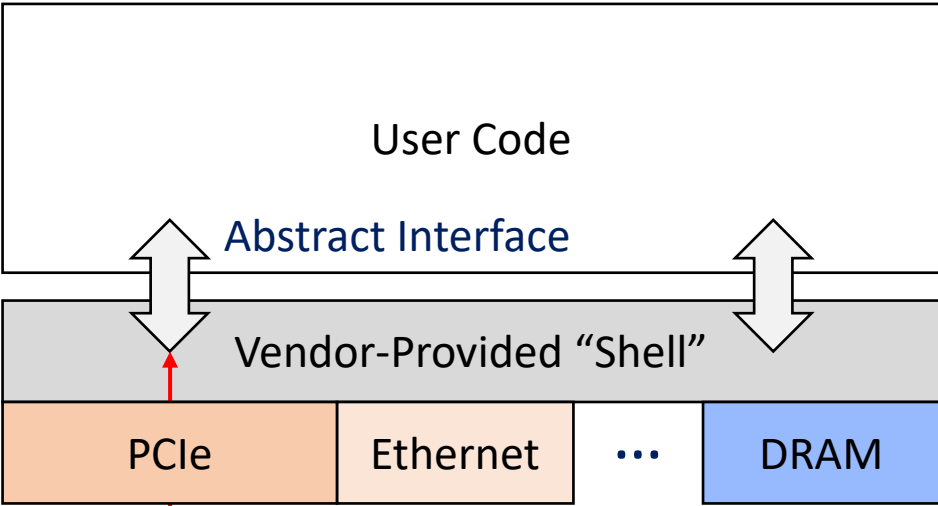 User Code
Abstract Interface
Vendor-Provided “Shell”
PCIe
Ethernet
...
DRAM